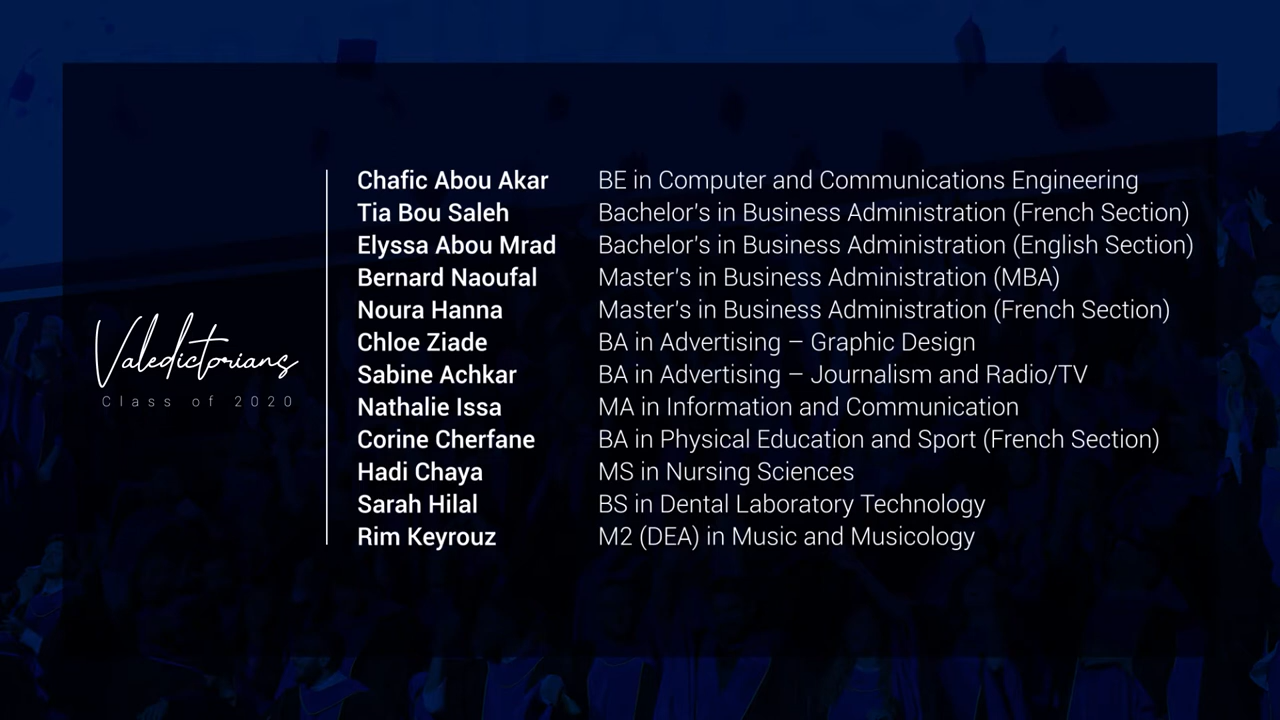 Valedictorians
Class of 2020
Chafic Abou Akar BE in Computer and Communications Engineering
Tia Bou Saleh Bachelor's in Business Administration (French Section)
Elyssa Abou Mrad Bachelor's in Business Administration (English Section)
Bernard Naoufal Master's in Business Administration (MBA)
Noura Hanna Master's in Business Administration (French Section)
Chloe Ziade BA in Advertising – Graphic Design
Sabine Achkar BA in Advertising – Journalism and Radio/TV
Nathalie Issa MA in Information and Communication
Corine Cherfane BA in Physical Education and Sport (French Section)
Hadi Chaya MS in Nursing Sciences
Sarah Hilal BS in Dental Laboratory Technology
Rim Keyrouz M2 (DEA) in Music and Musicology